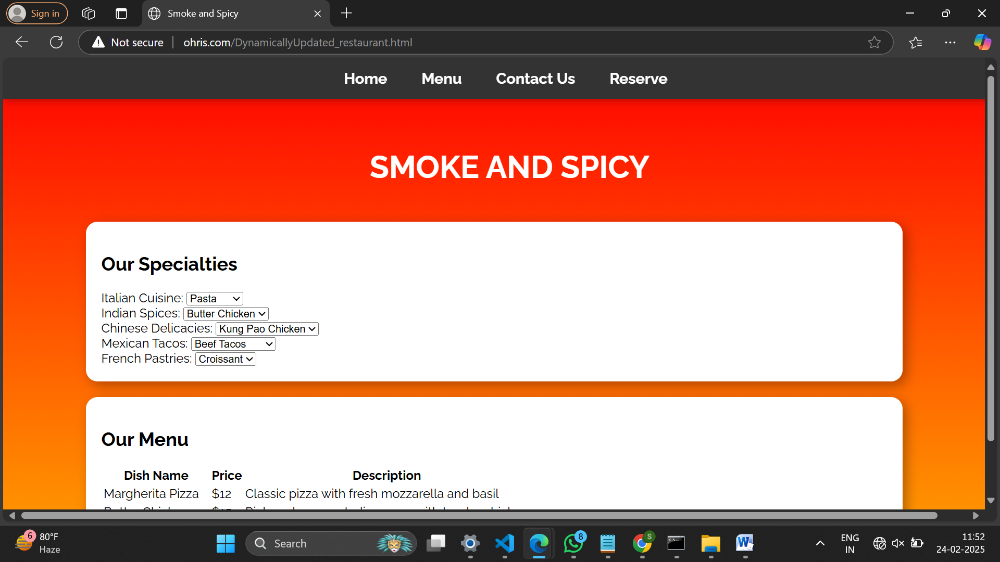 Sign in
Smoke and Spicy
Not secure
ohris.com/DynamicallyUpdated_restaurant.html
Home Menu Contact Us Reserve
SMOKE AND SPICY
Our Specialties
Italian Cuisine: Pasta
Indian Spices: Butter Chicken
Chinese Delicacies: Kung Pao Chicken
Mexican Tacos: Beef Tacos
French Pastries: Croissant
Our Menu
Dish Name Price Description
Margherita Pizza $12 Classic pizza with fresh mozzarella and basil
6
80°F
Haze
Search
8
S
ENG
IN
11:52
24-02-2025